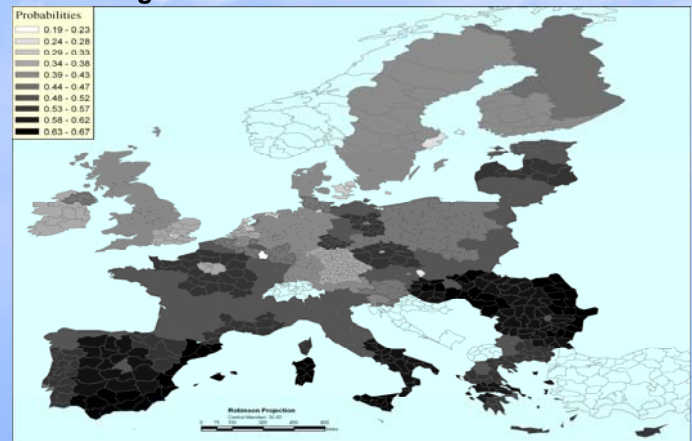 Probabilities
0.19 - 0.23
0.24 - 0.28
0.29 - 0.33
0.34 - 0.38
0.39 - 0.43
0.44 - 0.47
0.48 - 0.52
0.53 - 0.57
0.58 - 0.62
0.63 - 0.67
Robinson Projection